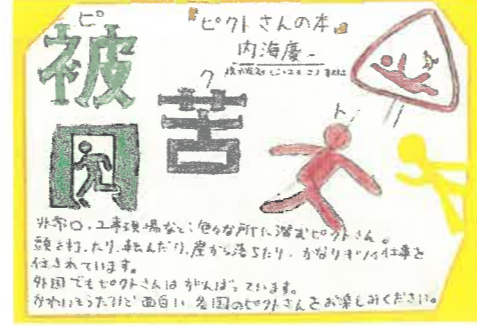 『ピクトさんの本』
内海慶一
ピ
被
ク
苦
ト
非常口、工事現場など、色々な所に潜むピクトさん。
頭を打ったり、転んだり、崖から落ちたり、かなりキツイ仕事を
任されています。
外国でもピクトさんはがんばっています。
かわいそうだけど面白い、各国のピクトさんをお楽しみください。